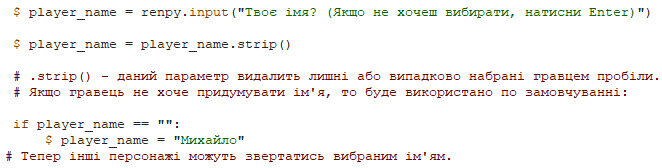 $ player_name = renpy.input("Твоє імя? (Якщо не хочеш вибирати, натисни Enter)")
$ player_name = player_name.strip()
# .strip() - даний параметр видалить лишні або випадково набрані гравцем пробіли.
# Якщо гравець не хоче придумувати ім'я, то буде використано по замовчуванні:
if player_name == "":
$ player_name = "Михайло"
# Тепер інші персонажі можуть звертатись вибраним ім'ям.